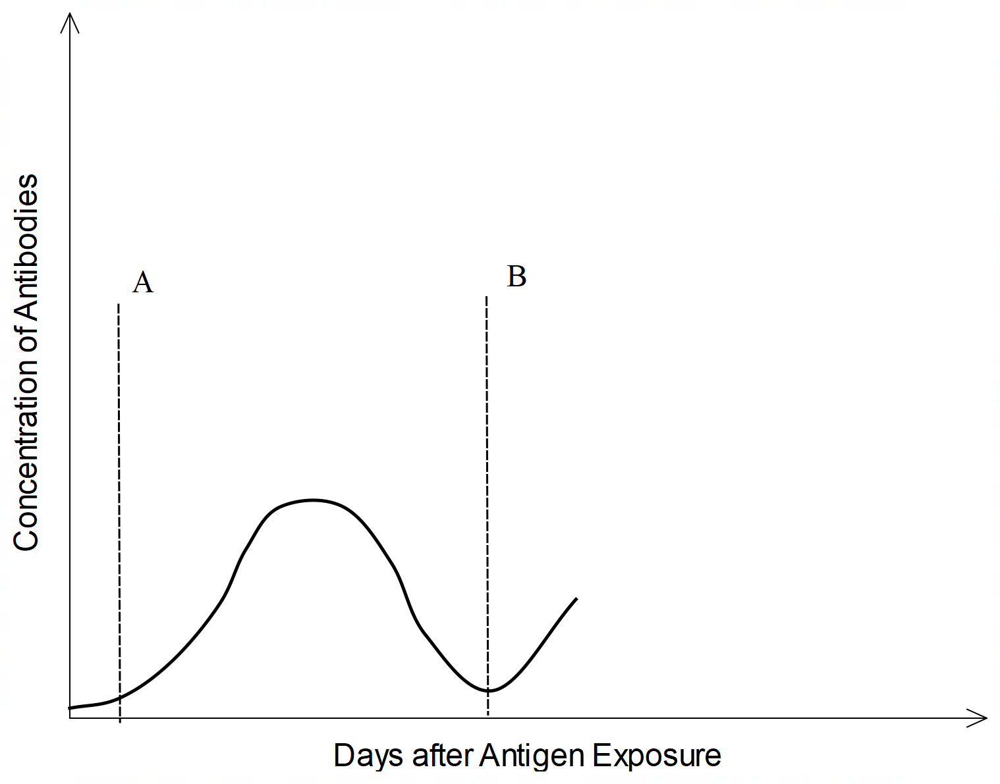 Concentration of Antibodies
A
B
Days after Antigen Exposure